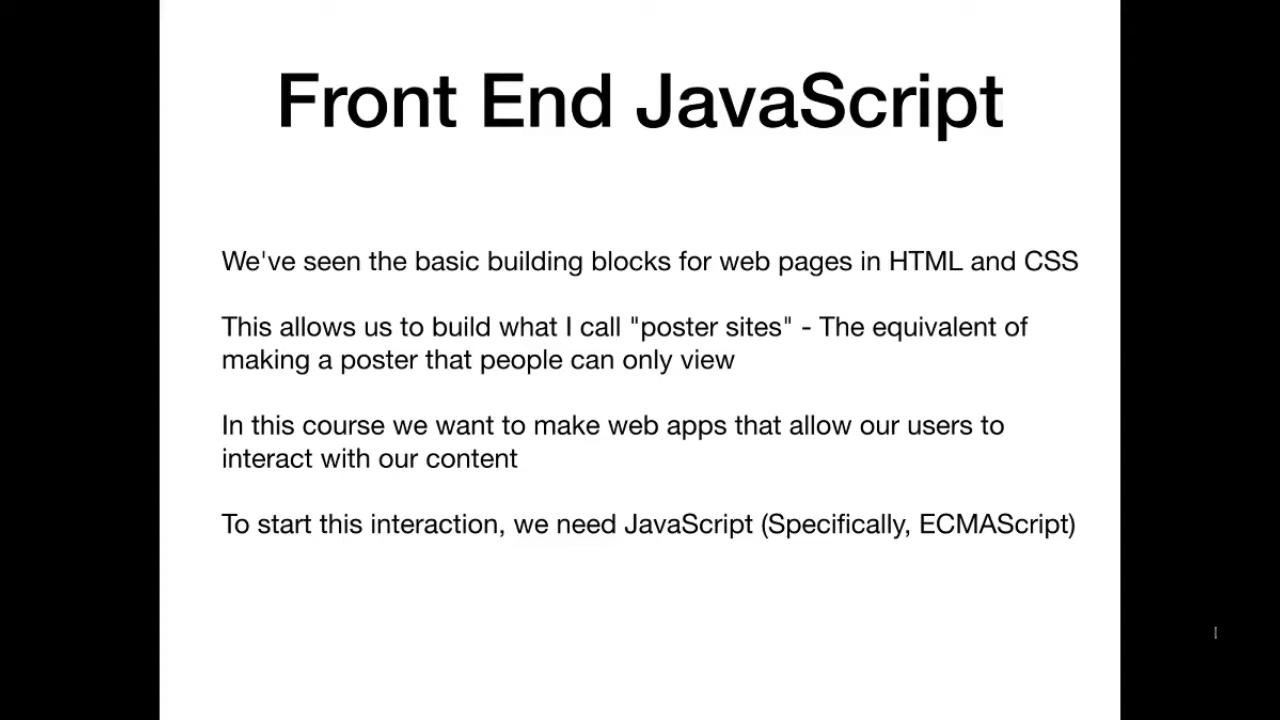 Front End JavaScript
We've seen the basic building blocks for web pages in HTML and CSS
This allows us to build what I call "poster sites" - The equivalent of
making a poster that people can only view
In this course we want to make web apps that allow our users to
interact with our content
To start this interaction, we need JavaScript (Specifically, ECMAScript)